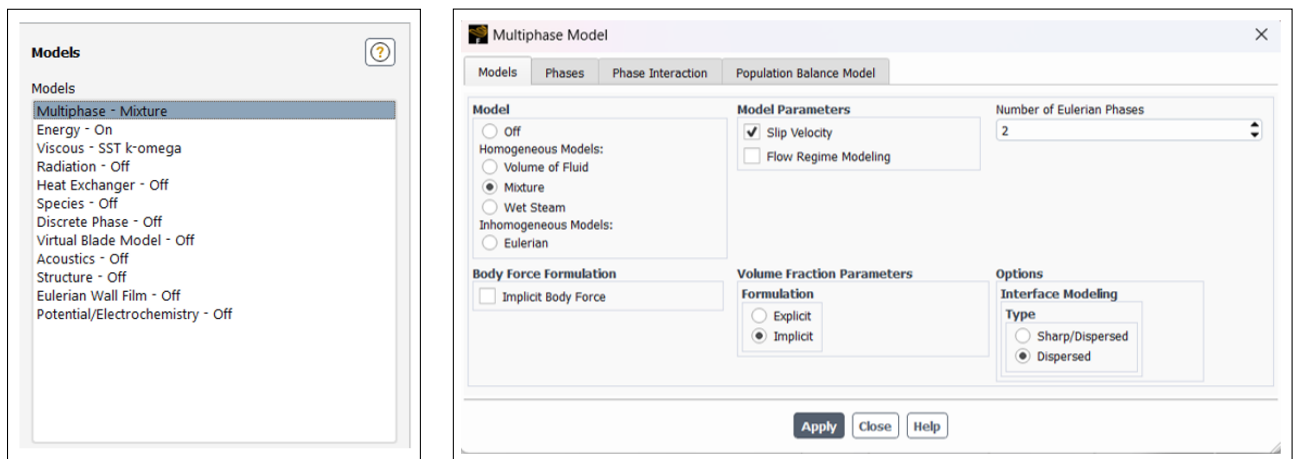 Models
Models
Multiphase - Mixture
Energy - On
Viscous - SST k-omega
Radiation - Off
Heat Exchanger - Off
Species - Off
Discrete Phase - Off
Virtual Blade Model - Off
Acoustics - Off
Structure - Off
Eulerian Wall Film - Off
Potential/Electrochemistry - Off
Multiphase Model
Models Phases Phase Interaction Population Balance Model
Model
Off
Homogeneous Models:
Volume of Fluid
Mixture
Wet Steam
Inhomogeneous Models:
Eulerian
Model Parameters
Slip Velocity
Flow Regime Modeling
Number of Eulerian Phases
2
Body Force Formulation
Implicit Body Force
Volume Fraction Parameters
Formulation
Explicit
Implicit
Options
Interface Modeling
Type
Sharp/Dispersed
Dispersed
Apply Close Help